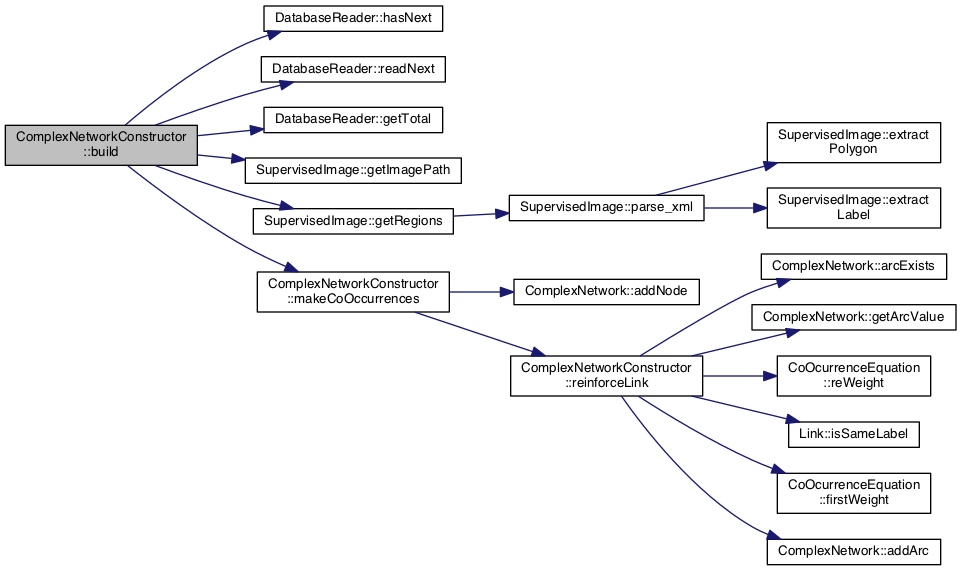 DatabaseReader::hasNext
DatabaseReader::readNext
DatabaseReader::getTotal
ComplexNetworkConstructor
::build
SupervisedImage::getImagePath
SupervisedImage::getRegions
SupervisedImage::parse_xml
SupervisedImage::extract
Polygon
SupervisedImage::extract
Label
ComplexNetworkConstructor
::makeCoOccurrences
ComplexNetwork::addNode
ComplexNetworkConstructor
::reinforceLink
ComplexNetwork::arcExists
ComplexNetwork::getArcValue
CoOcurrenceEquation
::reWeight
Link::isSameLabel
CoOcurrenceEquation
::firstWeight
ComplexNetwork::addArc